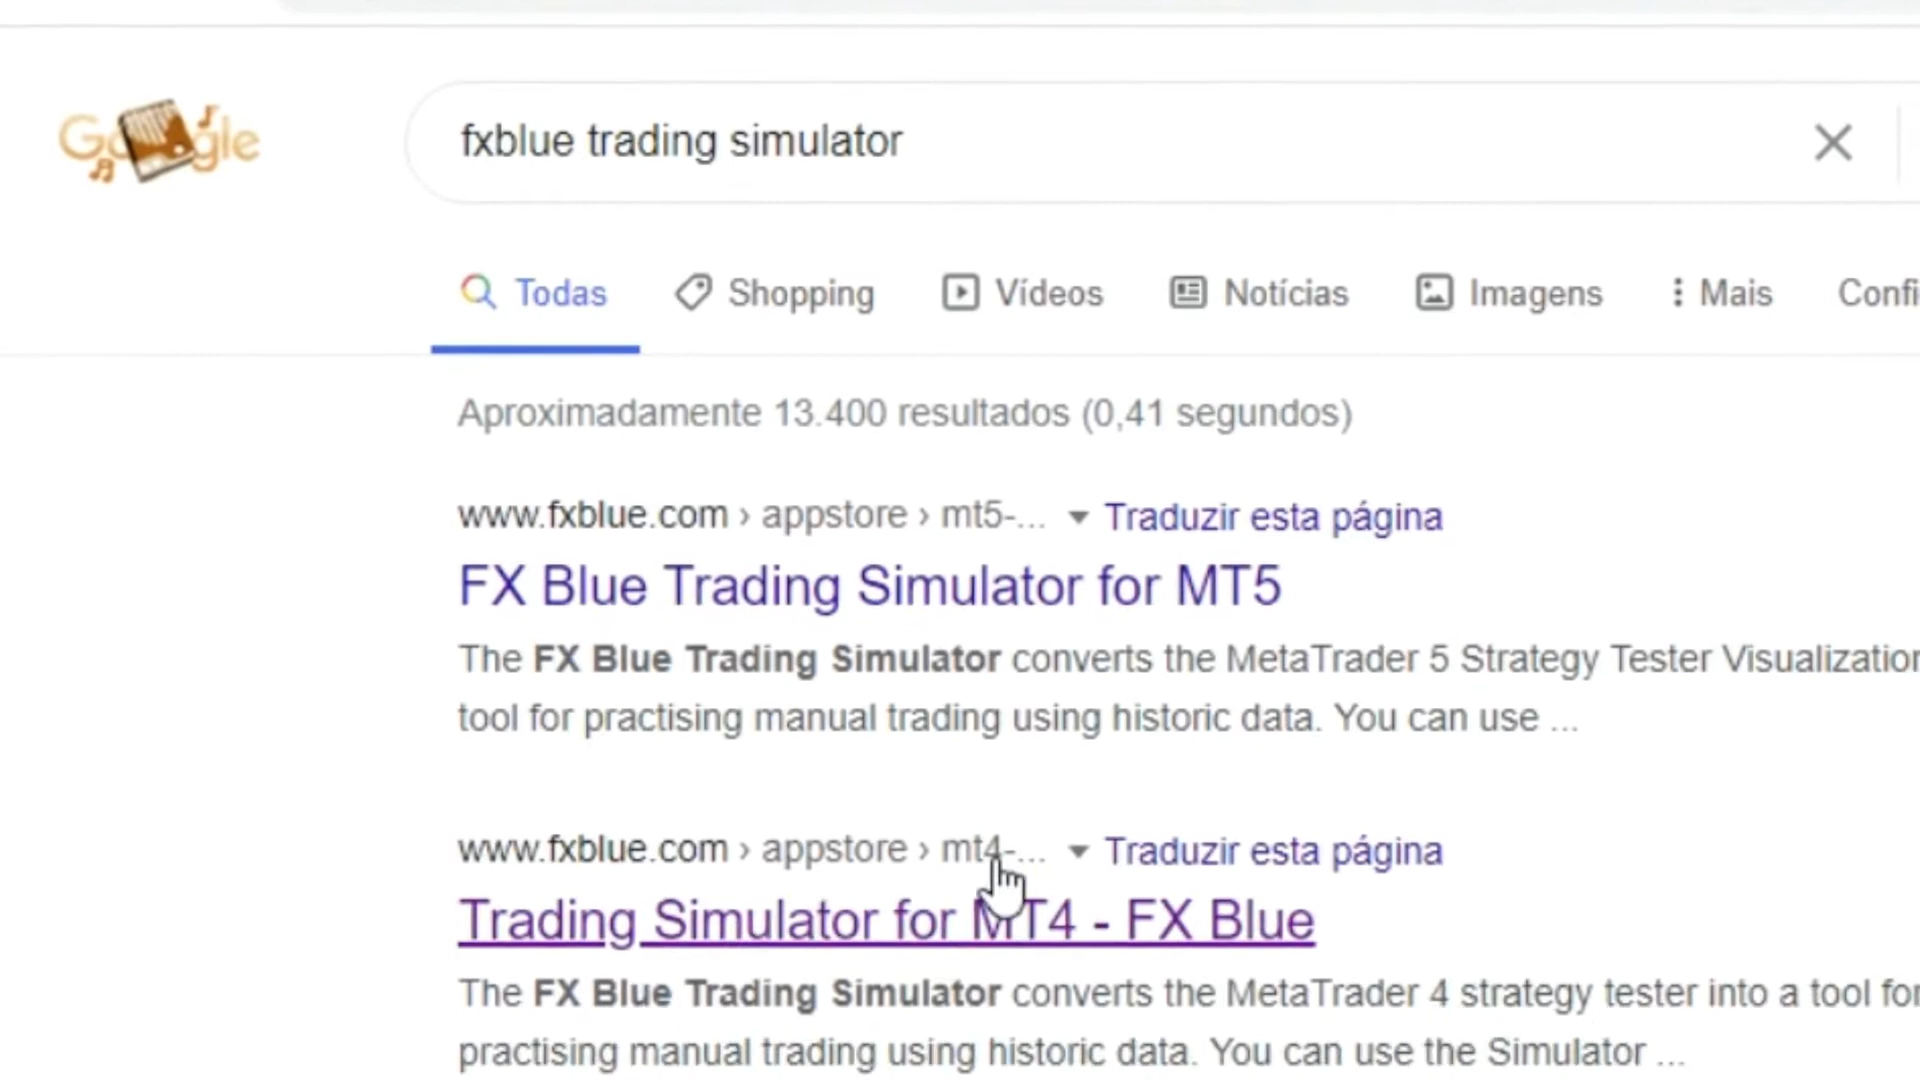 Google
fxblue trading simulator
Todas Shopping Vídeos Notícias Imagens Mais Confi
Aproximadamente 13.400 resultados (0,41 segundos)
www.fxblue.com › appstore › mt5-... Traduzir esta página
FX Blue Trading Simulator for MT5
The FX Blue Trading Simulator converts the MetaTrader 5 Strategy Tester Visualization
tool for practising manual trading using historic data. You can use ...
www.fxblue.com › appstore › mt4-... Traduzir esta página
Trading Simulator for MT4 - FX Blue
The FX Blue Trading Simulator converts the MetaTrader 4 strategy tester into a tool for
practising manual trading using historic data. You can use the Simulator ...